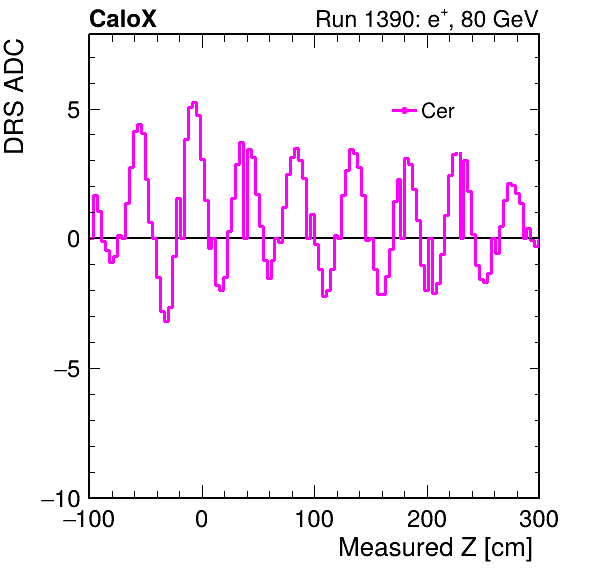 CaloX
Run 1390: e⁺, 80 GeV
DRS ADC
Cer
5
0
−5
−10
−100 0 100 200 300
Measured Z [cm]